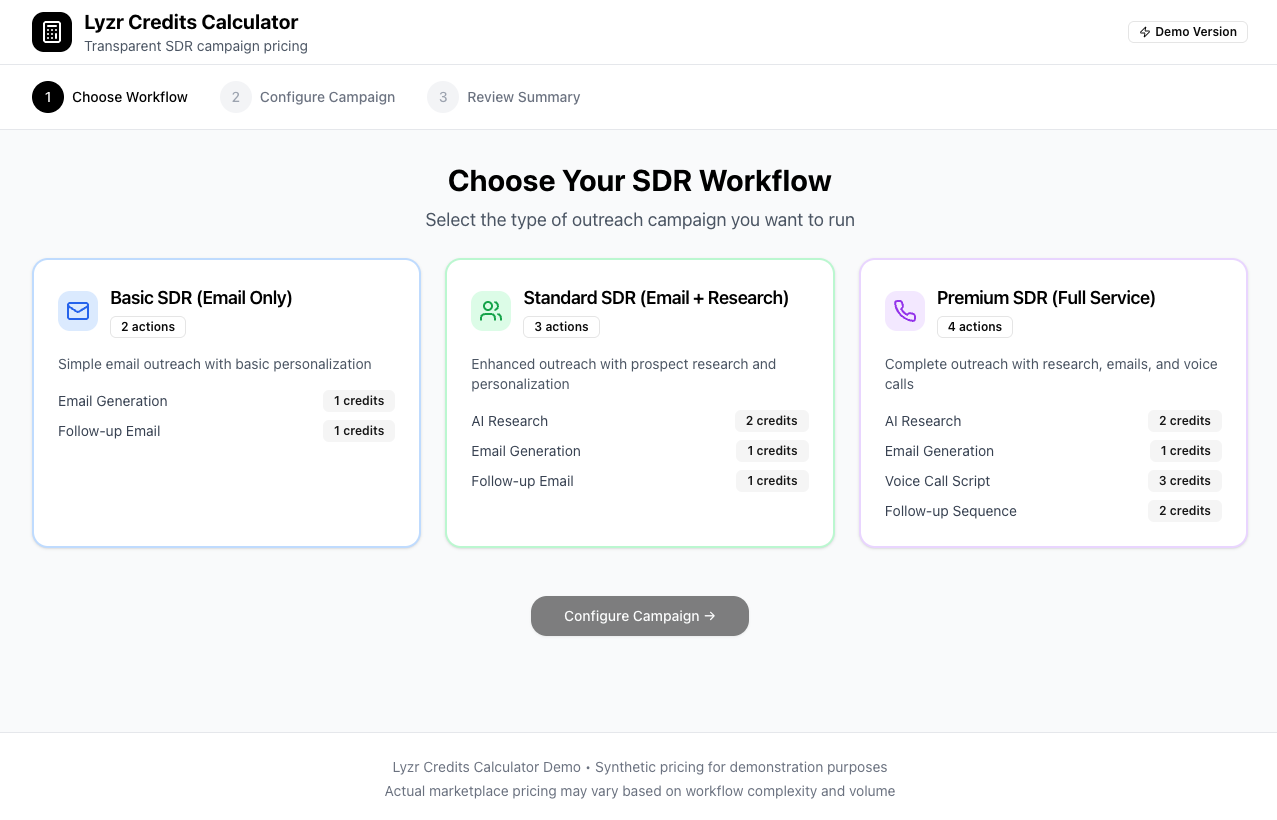 Lyzr Credits Calculator
Transparent SDR campaign pricing
Demo Version
1 Choose Workflow
2 Configure Campaign
3 Review Summary
Choose Your SDR Workflow
Select the type of outreach campaign you want to run
Basic SDR (Email Only)
2 actions
Simple email outreach with basic personalization
Email Generation 1 credits
Follow-up Email 1 credits
Standard SDR (Email + Research)
3 actions
Enhanced outreach with prospect research and
personalization
AI Research 2 credits
Email Generation 1 credits
Follow-up Email 1 credits
Premium SDR (Full Service)
4 actions
Complete outreach with research, emails, and voice
calls
AI Research 2 credits
Email Generation 1 credits
Voice Call Script 3 credits
Follow-up Sequence 2 credits
Configure Campaign →
Lyzr Credits Calculator Demo • Synthetic pricing for demonstration purposes
Actual marketplace pricing may vary based on workflow complexity and volume